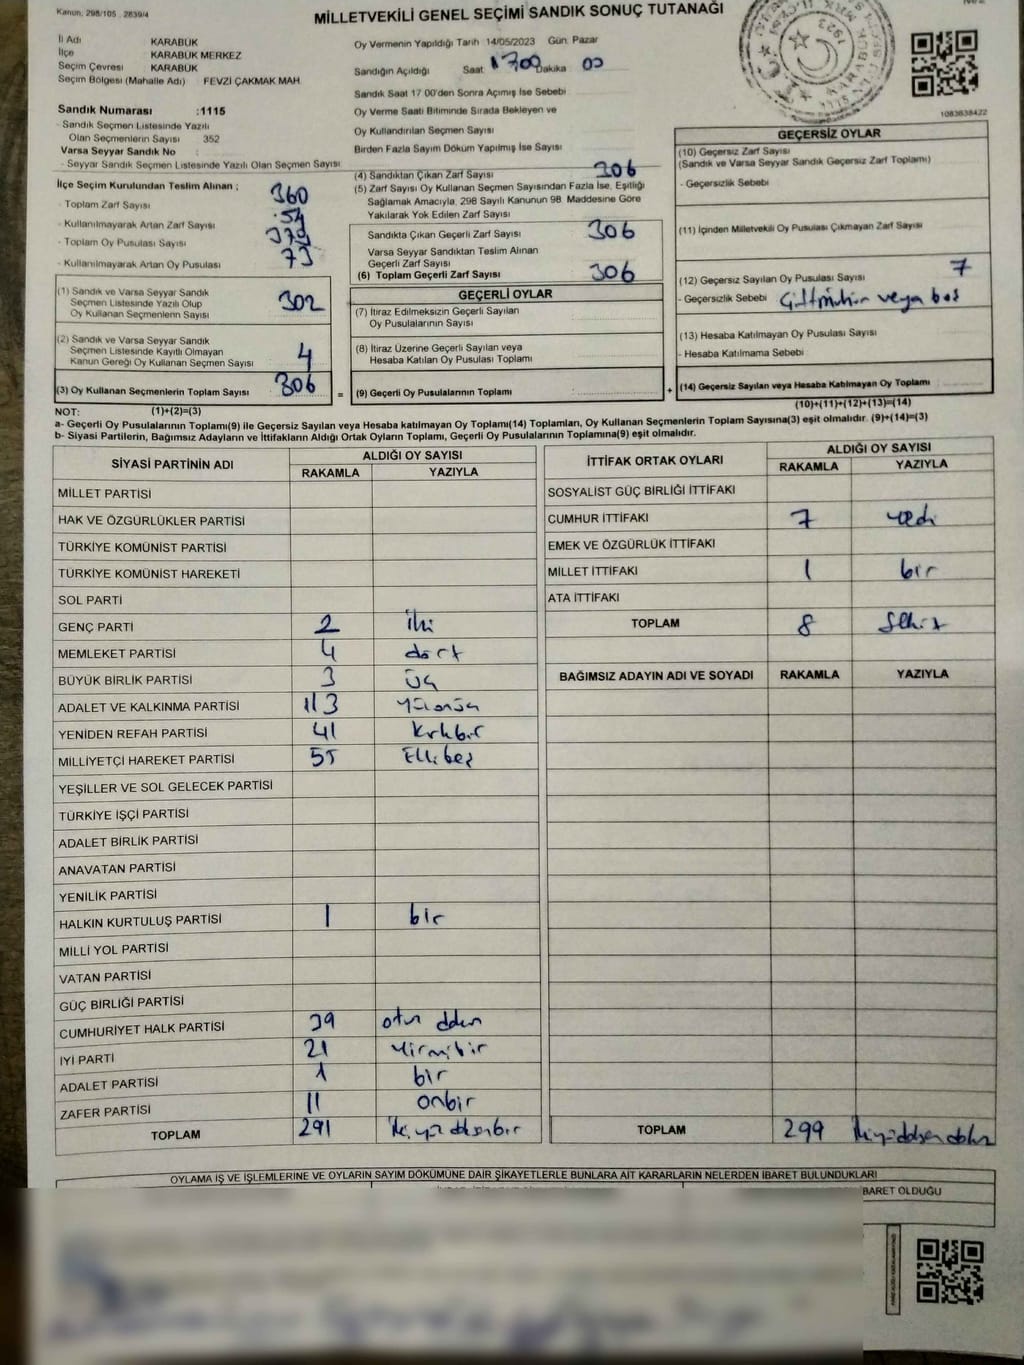 Kanun, 298/105 . 2839/4
MİLLETVEKİLİ GENEL SEÇİMİ SANDIK SONUÇ TUTANAĞI
İl Adı KARABÜK
İlçe KARABÜK MERKEZ
Seçim Çevresi KARABÜK
Seçim Bölgesi (Mahalle Adı) FEVZİ ÇAKMAK MAH.
Sandık Numarası :1115
Sandık Seçmen Listesinde Yazılı
Olan Seçmenlerin Sayısı 352
Varsa Seyyar Sandık No :
Seyyar Sandık Seçmen Listesinde Yazılı Olan Seçmen Sayısı
Oy Vermenin Yapıldığı Tarih 14/05/2023 Gün: Pazar
Sandığın Açıldığı Saat 1700 Dakika 00
Sandık Saat 17 00'den Sonra Açımış İse Sebebi
Oy Verme Saati Bitiminde Sırada Bekleyen ve
Oy Kullandırılan Seçmen Sayısı
Birden Fazla Sayım Döküm Yapılmış İse Sayısı
1083638422
İlçe Seçim Kurulundan Teslim Alınan ;
- Toplam Zarf Sayısı 360
- Kullanılmayarak Artan Zarf Sayısı 54
- Toplam Oy Pusulası Sayısı 379
- Kullanılmayarak Artan Oy Pusulası 73
(1) Sandık ve Varsa Seyyar Sandık
Seçmen Listesinde Yazılı Olup
Oy Kullanan Seçmenlerin Sayısı 302
(2) Sandık ve Varsa Seyyar Sandık
Seçmen Listesinde Kayıtlı Olmayan
Kanun Gereği Oy Kullanan Seçmen Sayısı 4
(3) Oy Kullanan Seçmenlerin Toplam Sayısı 306 =
(4) Sandıktan Çıkan Zarf Sayısı 306
(5) Zarf Sayısı Oy Kullanan Seçmen Sayısından Fazla İse, Eşitliği
Sağlamak Amacıyla, 298 Sayılı Kanunun 98. Maddesine Göre
Yakılarak Yok Edilen Zarf Sayısı
Sandıkta Çıkan Geçerli Zarf Sayısı 306
Varsa Seyyar Sandıktan Teslim Alınan
Geçerli Zarf Sayısı
(6) Toplam Geçerli Zarf Sayısı 306
GEÇERLİ OYLAR
(7) İtiraz Edilmeksizin Geçerli Sayılan
Oy Pusulalarının Sayısı
(8) İtiraz Üzerine Geçerli Sayılan veya
Hesaba Katılan Oy Pusulası Toplamı
(9) Geçerli Oy Pusulalarının Toplamı +
GEÇERSİZ OYLAR
(10) Geçersiz Zarf Sayısı
(Sandık ve Varsa Seyyar Sandık Geçersiz Zarf Toplamı)
- Geçersizlik Sebebi
(11) İçinden Milletvekili Oy Pusulası Çıkmayan Zarf Sayısı
(12) Geçersiz Sayılan Oy Pusulası Sayısı 7
- Geçersizlik Sebebi Çift mühür veya boş
(13) Hesaba Katılmayan Oy Pusulası Sayısı
- Hesaba Katılmama Sebebi
(14) Geçersiz Sayılan veya Hesaba Katılmayan Oy Toplamı
NOT: (1)+(2)=(3) (10)+(11)+(12)+(13)=(14)
a- Geçerli Oy Pusulalarının Toplamı(9) ile Geçersiz Sayılan veya Hesaba katılmayan Oy Toplamı(14) Toplamları, Oy Kullanan Seçmenlerin Toplam Sayısına(3) eşit olmalıdır. (9)+(14)=(3)
b- Siyasi Partilerin, Bağımsız Adayların ve İttifakların Aldığı Ortak Oyların Toplamı, Geçerli Oy Pusulalarının Toplamına(9) eşit olmalıdır.
SİYASİ PARTİNİN ADI ALDIĞI OY SAYISI
RAKAMLA YAZIYLA
MİLLET PARTİSİ
HAK VE ÖZGÜRLÜKLER PARTİSİ
TÜRKİYE KOMÜNİST PARTİSİ
TÜRKİYE KOMÜNİST HAREKETİ
SOL PARTİ
GENÇ PARTİ 2 iki
MEMLEKET PARTİSİ 4 dört
BÜYÜK BİRLİK PARTİSİ 3 üç
ADALET VE KALKINMA PARTİSİ 113
YENİDEN REFAH PARTİSİ 41 kırkbir
MİLLİYETÇİ HAREKET PARTİSİ 55 Ellibeş
YEŞİLLER VE SOL GELECEK PARTİSİ
TÜRKİYE İŞÇİ PARTİSİ
ADALET BİRLİK PARTİSİ
ANAVATAN PARTİSİ
YENİLİK PARTİSİ
HALKIN KURTULUŞ PARTİSİ 1 bir
MİLLİ YOL PARTİSİ
VATAN PARTİSİ
GÜÇ BİRLİĞİ PARTİSİ
CUMHURİYET HALK PARTİSİ 39
İYİ PARTİ 21 Yirmibir
ADALET PARTİSİ 1 bir
ZAFER PARTİSİ 11 onbir
TOPLAM 291
İTTİFAK ORTAK OYLARI ALDIĞI OY SAYISI
RAKAMLA YAZIYLA
SOSYALİST GÜÇ BİRLİĞİ İTTİFAKI
CUMHUR İTTİFAKI 7 yedi
EMEK VE ÖZGÜRLÜK İTTİFAKI
MİLLET İTTİFAKI 1 bir
ATA İTTİFAKI
TOPLAM 8 Sekiz
BAĞIMSIZ ADAYIN ADI VE SOYADI RAKAMLA YAZIYLA
TOPLAM 299
OYLAMA İŞ VE İŞLEMLERİNE VE OYLARIN SAYIM DÖKÜMÜNE DAİR ŞİKAYETLERLE BUNLARA AİT KARARLARIN NELERDEN İBARET BULUNDUKLARI
BARET OLDUĞU